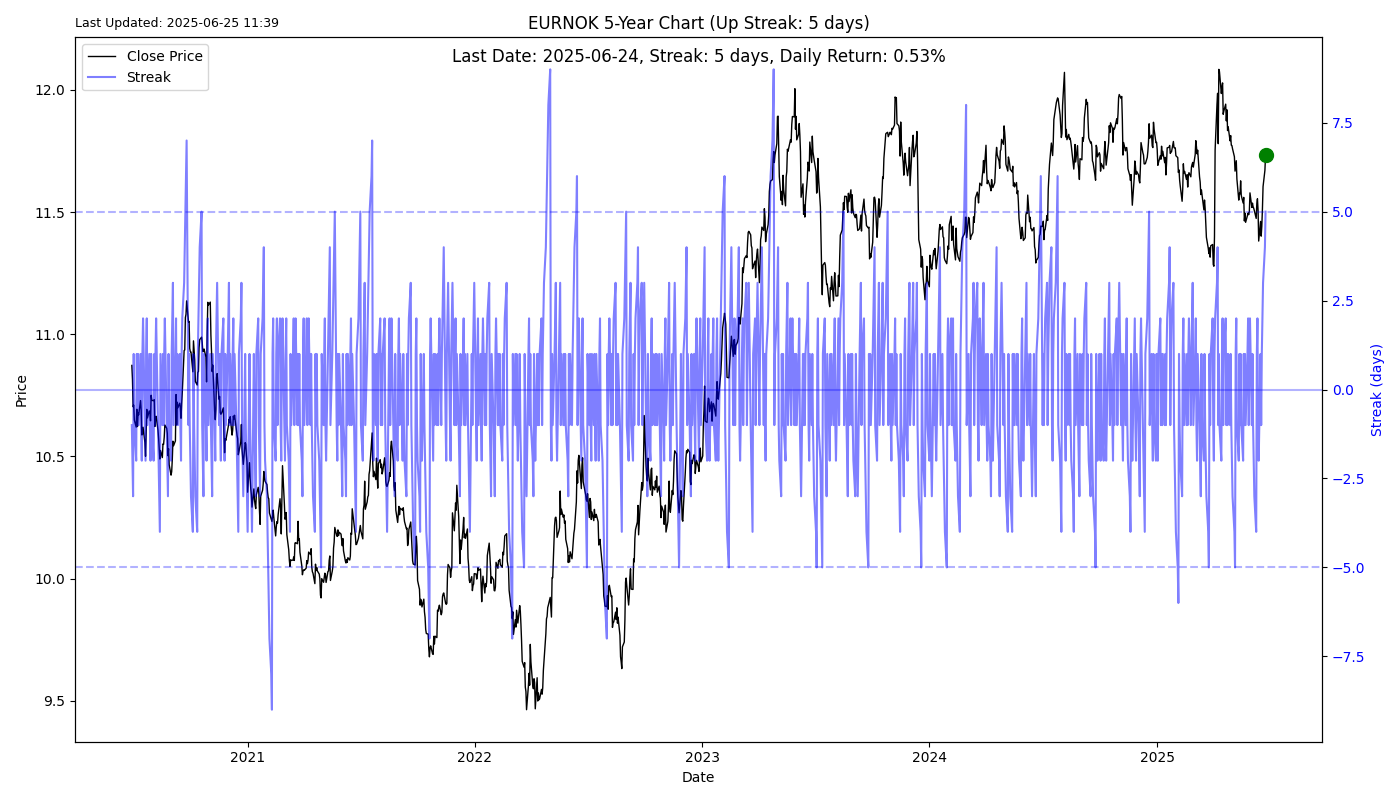 Last Updated: 2025-06-25 11:39
EURNOK 5-Year Chart (Up Streak: 5 days)
Last Date: 2025-06-24, Streak: 5 days, Daily Return: 0.53%
Close Price
Streak
Price
12.0
11.5
11.0
10.5
10.0
9.5
7.5
5.0
2.5
0.0
−2.5
−5.0
−7.5
Streak (days)
2021
2022
2023
2024
2025
Date